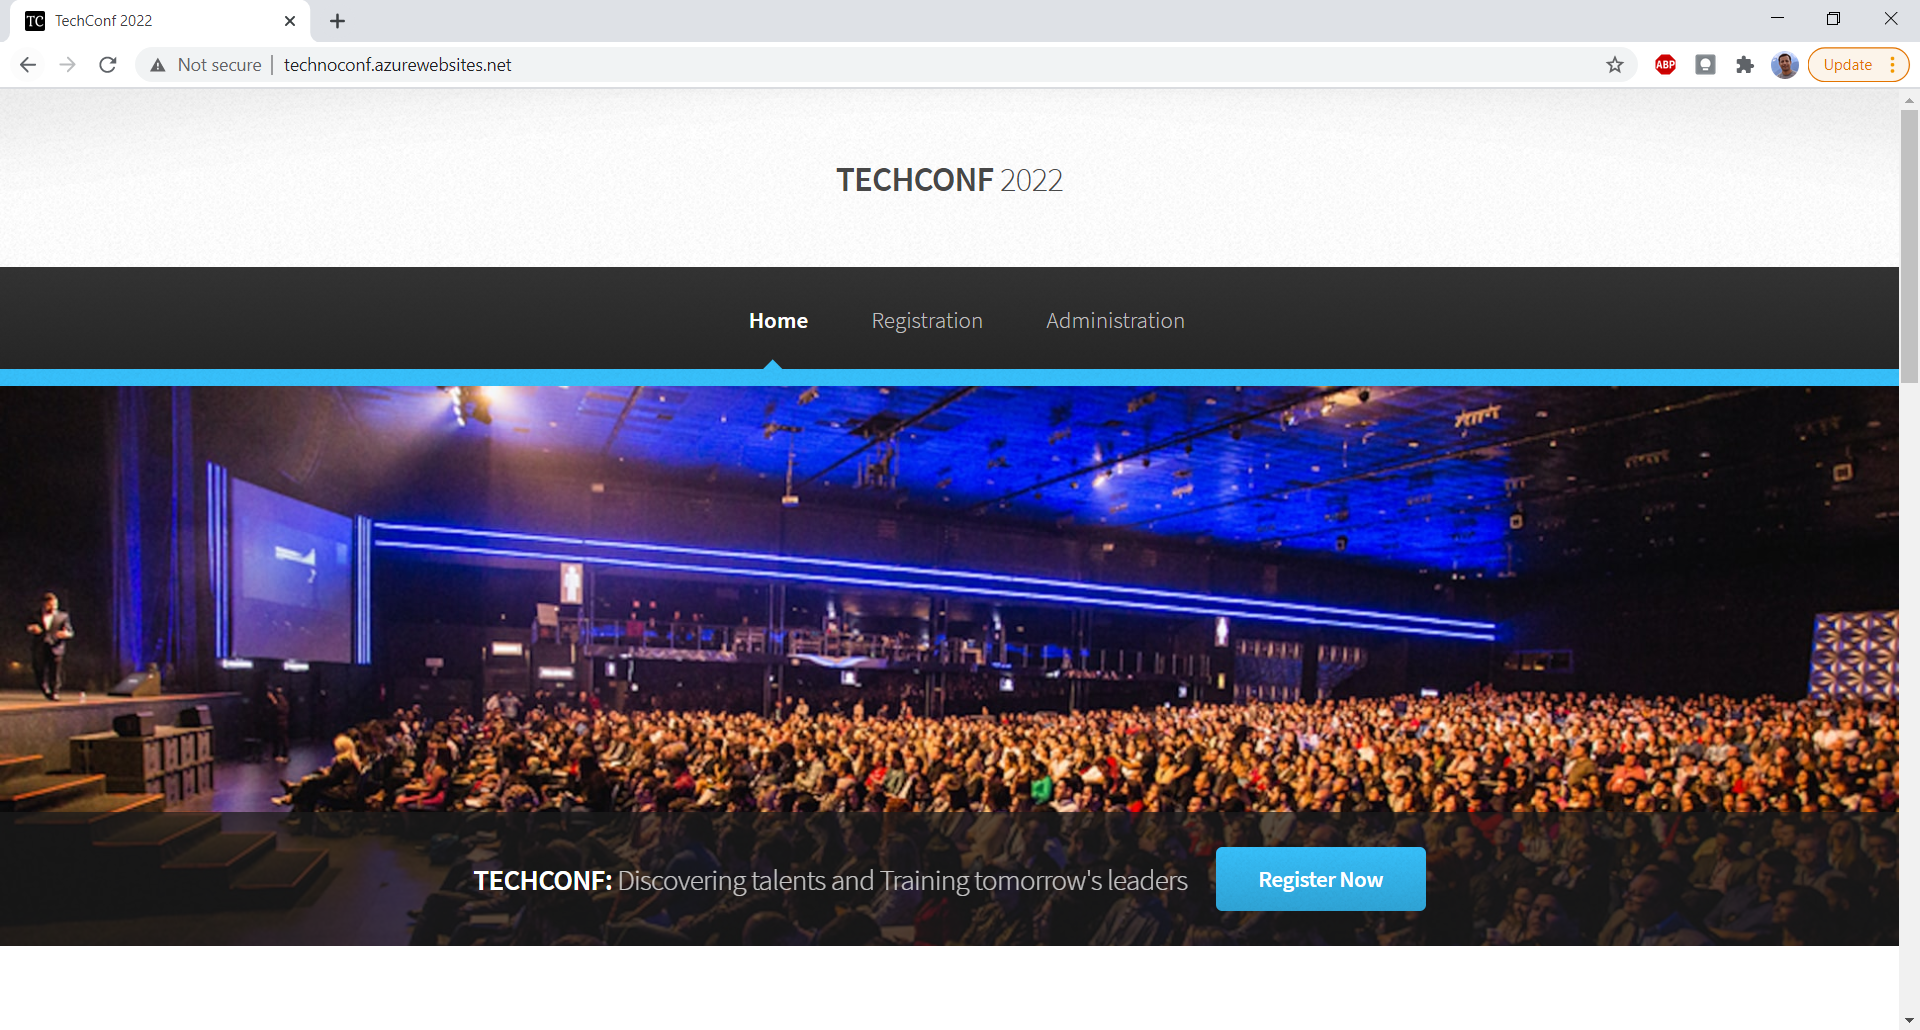 TC TechConf 2022
Not secure technoconf.azurewebsites.net ABP Update
TECHCONF 2022
Home Registration Administration
TECHCONF: Discovering talents and Training tomorrow's leaders Register Now